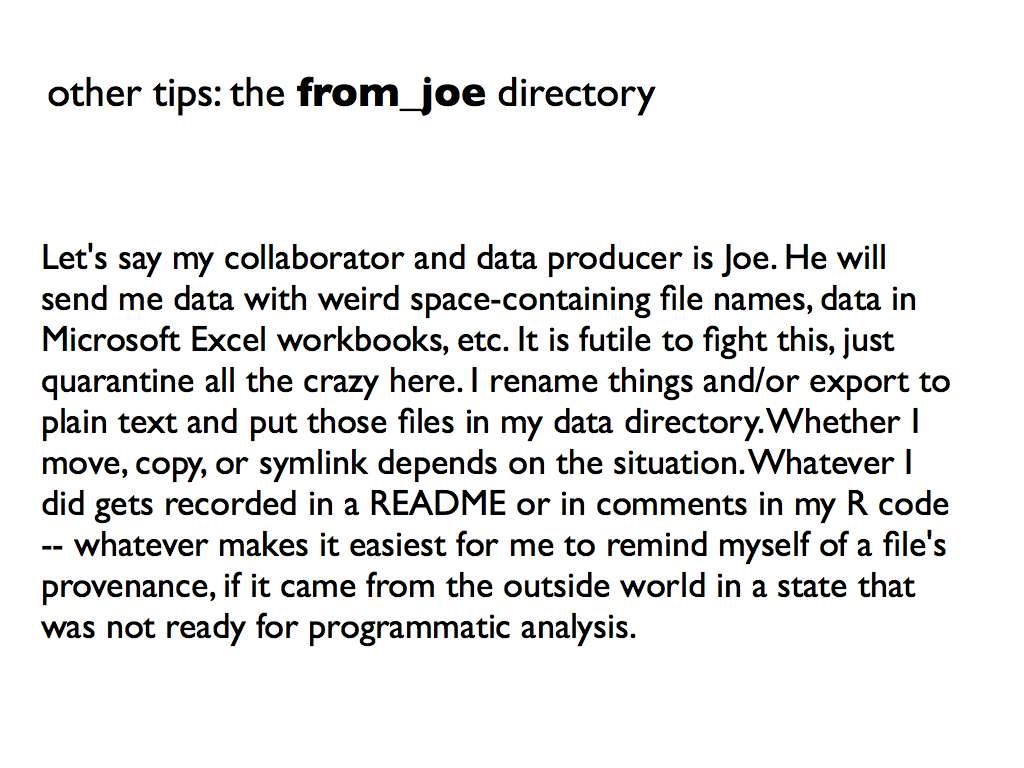 other tips: the from_joe directory
Let's say my collaborator and data producer is Joe. He will
send me data with weird space-containing file names, data in
Microsoft Excel workbooks, etc. It is futile to fight this, just
quarantine all the crazy here. I rename things and/or export to
plain text and put those files in my data directory. Whether I
move, copy, or symlink depends on the situation. Whatever I
did gets recorded in a README or in comments in my R code
-- whatever makes it easiest for me to remind myself of a file's
provenance, if it came from the outside world in a state that
was not ready for programmatic analysis.